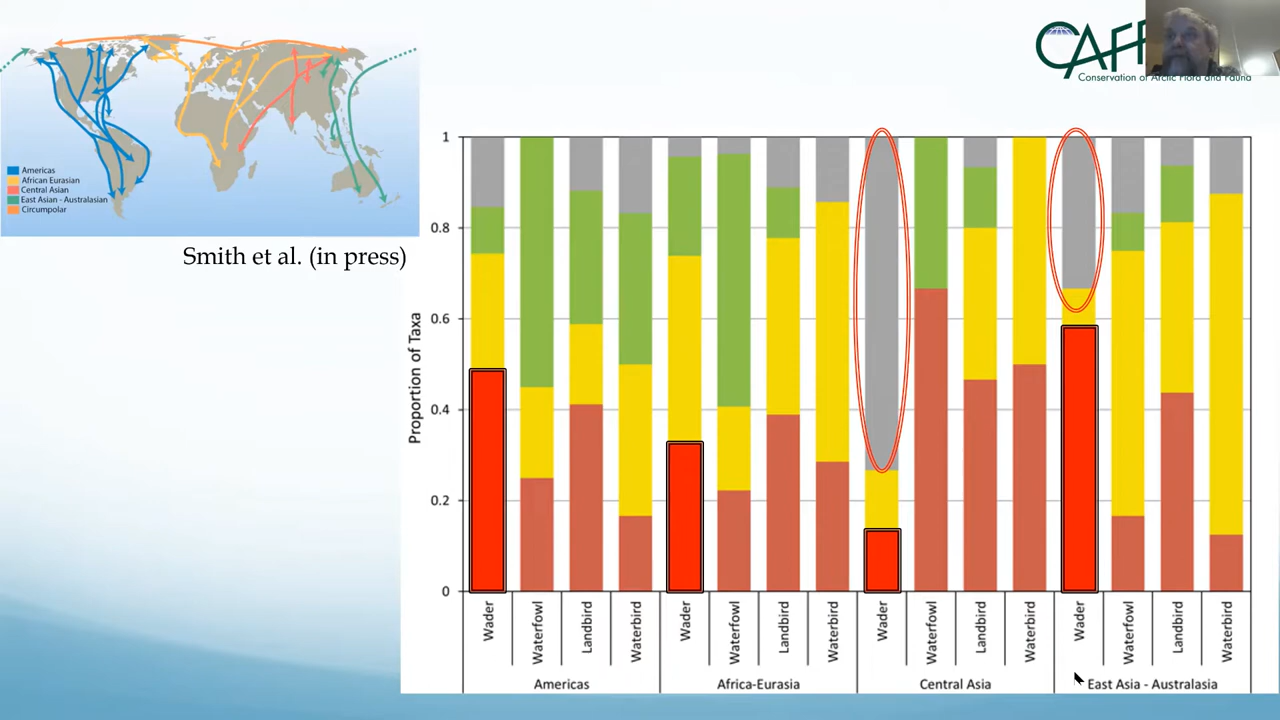 Americas
African Eurasian
Central Asian
East Asian - Australasian
Circumpolar
Smith et al. (in press)
CAFF
Conservation of Arctic Flora and Fauna
Proportion of Taxa
1
0.8
0.6
0.4
0.2
0
Wader
Waterfowl
Landbird
Waterbird
Wader
Waterfowl
Landbird
Waterbird
Wader
Waterfowl
Landbird
Waterbird
Wader
Waterfowl
Landbird
Waterbird
Americas
Africa-Eurasia
Central Asia
East Asia - Australasia